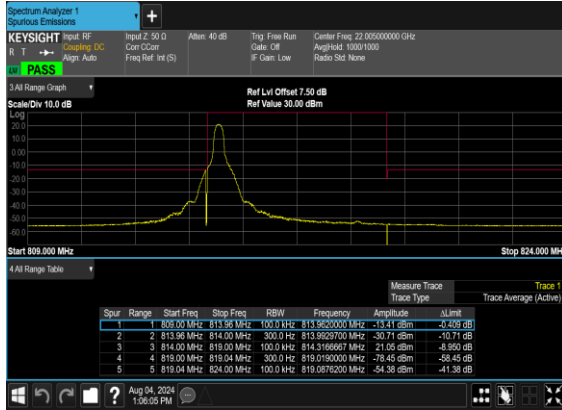 Spectrum Analyzer 1
Spurious Emissions
+
KEYSIGHT Input: RF Input Z: 50 Ω Atten: 40 dB Trig: Free Run Center Freq: 22.005000000 GHz
R T Coupling: DC Corr CCorr Gate: Off Avg|Hold: 1000/1000
Align: Auto Freq Ref: Int (S) IF Gain: Low Radio Std: None
PASS
3 All Range Graph Ref Lvl Offset 7.50 dB
Scale/Div 10.0 dB Ref Value 30.00 dBm
Log
20.0
10.0
0.00
-10.0
-20.0
-30.0
-40.0
-50.0
-60.0
Start 809.000 MHz Stop 824.000 MH
4 All Range Table
Measure Trace Trace 1
Trace Type Trace Average (Active)
Spur Range Start Freq Stop Freq RBW Frequency Amplitude ΔLimit
1 1 809.00 MHz 813.96 MHz 100.0 kHz 813.9620000 MHz -13.41 dBm -0.409 dB
2 2 813.96 MHz 814.00 MHz 300.0 Hz 813.9929700 MHz -30.71 dBm -10.71 dB
3 3 814.00 MHz 819.00 MHz 100.0 kHz 814.3166667 MHz 21.05 dBm -8.950 dB
4 4 819.00 MHz 819.04 MHz 300.0 Hz 819.0190000 MHz -78.45 dBm -58.45 dB
5 5 819.04 MHz 824.00 MHz 100.0 kHz 819.0876200 MHz -54.38 dBm -41.38 dB
? Aug 04, 2024
1:06:05 PM